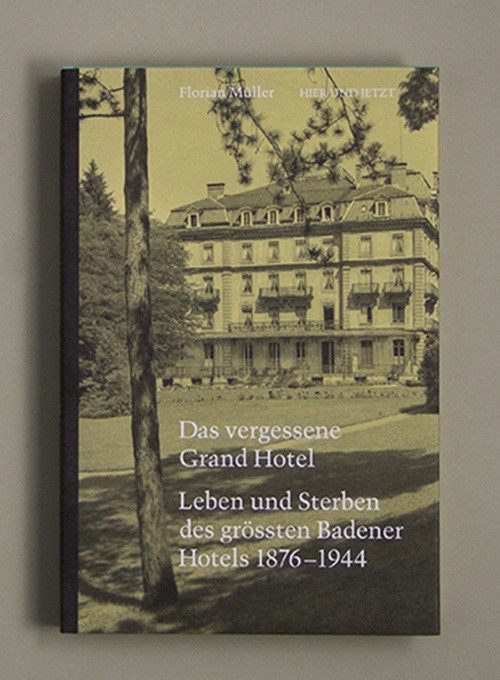 Florian Müller HIER UND JETZT
Das vergessene
Grand Hotel
Leben und Sterben
des grössten Badener
Hotels 1876–1944